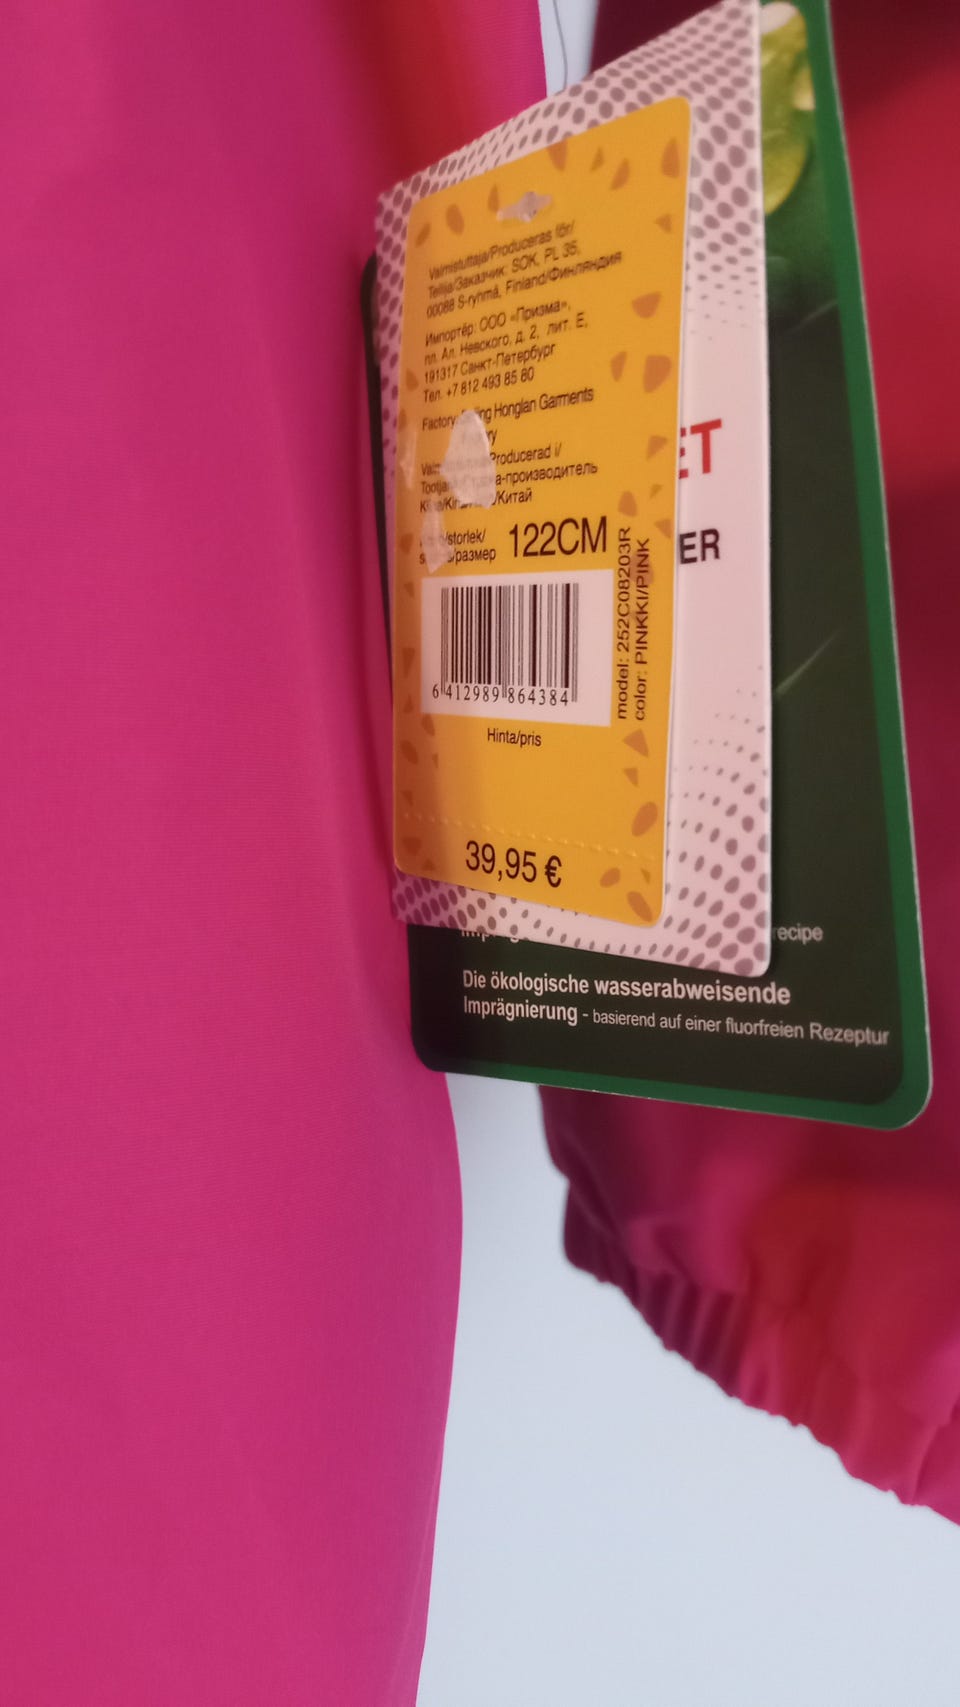 Valmistuttaja/Produceras för/
Tellija/Заказчик: SOK, PL 35,
00088 S-ryhmä, Finland/Финляндия
Импортёр: ООО «Призма»,
пл. Ал. Невского, д. 2, лит. Е,
191317 Санкт-Петербург
Тел. +7 812 493 85 80
Factory: Honglan Garments
Producerad i/
а-производитель
/Китай
/storlek/
/размер 122CM
6 412989 864384
model: 252C08203R
color: PINKKI/PINK
Hinta/pris
39,95 €
ET
ER
recipe
Die ökologische wasserabweisende
Imprägnierung - basierend auf einer fluorfreien Rezeptur